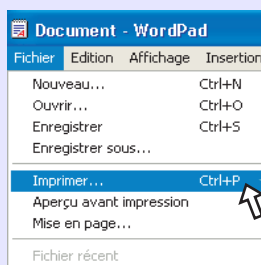 Document - WordPad
Fichier Edition Affichage Insertion
Nouveau... Ctrl+N
Ouvrir... Ctrl+O
Enregistrer Ctrl+S
Enregistrer sous...
Imprimer... Ctrl+P
Aperçu avant impression
Mise en page...
Fichier récent